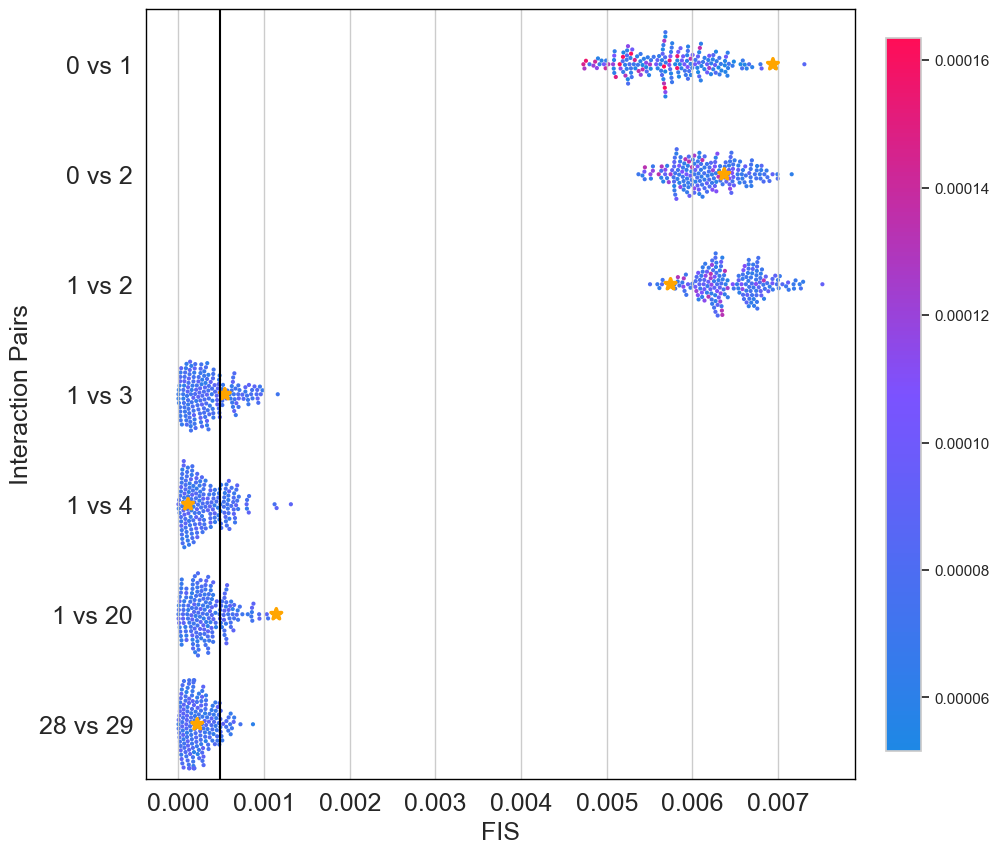 Interaction Pairs
0 vs 1
0 vs 2
1 vs 2
1 vs 3
1 vs 4
1 vs 20
28 vs 29
0.000 0.001 0.002 0.003 0.004 0.005 0.006 0.007
FIS
0.00016
0.00014
0.00012
0.00010
0.00008
0.00006